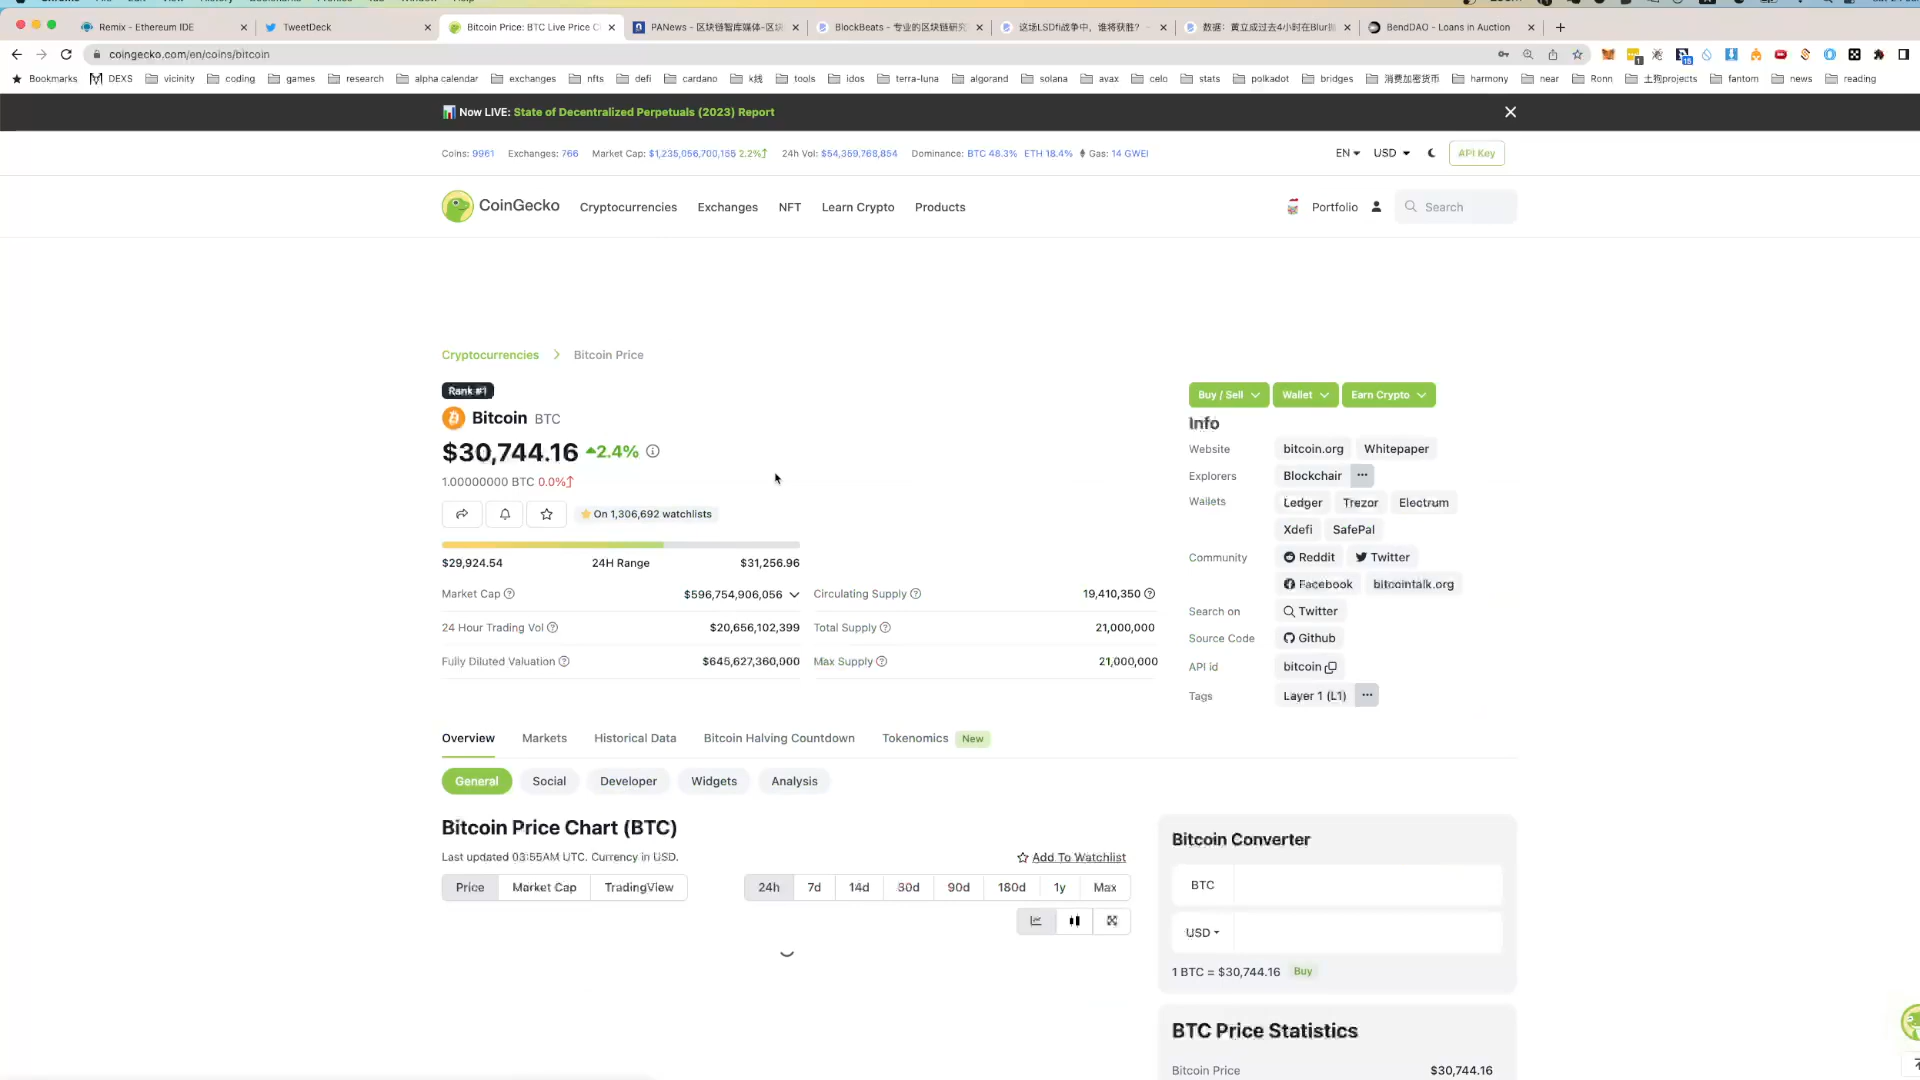 Remix - Ethereum IDE
TweetDeck
Bitcoin Price: BTC Live Price C
PANews - 区块链智库媒体-区块
BlockBeats - 专业的区块链研究
这场LSDfi战争中，谁将获胜？ -
数据：黄立成过去4小时在Blur抛
BendDAO - Loans in Auction
coingecko.com/en/coins/bitcoin
Bookmarks DEXS vicinity coding games research alpha calendar exchanges nfts defi cardano k线 tools idos terra-luna algorand solana avax celo stats polkadot bridges 消费加密货币 harmony near Ronn 土狗projects fantom news reading
Now LIVE: State of Decentralized Perpetuals (2023) Report
Coins: 9961 Exchanges: 766 Market Cap: $1,235,056,700,155 2.2% 24h Vol: $54,359,768,854 Dominance: BTC 48.3% ETH 18.4% Gas: 14 GWEI
EN USD API Key
CoinGecko Cryptocurrencies Exchanges NFT Learn Crypto Products
Portfolio Search
Cryptocurrencies > Bitcoin Price
Rank #1
Bitcoin BTC
$30,744.16 2.4%
1.00000000 BTC 0.0%
On 1,306,692 watchlists
$29,924.54 24H Range $31,256.96
Market Cap $596,754,906,056
Circulating Supply 19,410,350
24 Hour Trading Vol $20,656,102,399
Total Supply 21,000,000
Fully Diluted Valuation $645,627,360,000
Max Supply 21,000,000
Buy / Sell Wallet Earn Crypto
Info
Website bitcoin.org Whitepaper
Explorers Blockchair ...
Wallets Ledger Trezor Electrum
Xdefi SafePal
Community Reddit Twitter
Facebook bitcointalk.org
Search on Twitter
Source Code Github
API id bitcoin
Tags Layer 1 (L1) ...
Overview Markets Historical Data Bitcoin Halving Countdown Tokenomics New
General Social Developer Widgets Analysis
Bitcoin Price Chart (BTC)
Last updated 03:55AM UTC. Currency in USD.
Add To Watchlist
Price Market Cap TradingView
24h 7d 14d 30d 90d 180d 1y Max
Bitcoin Converter
BTC
USD
1 BTC = $30,744.16 Buy
BTC Price Statistics
Bitcoin Price $30,744.16